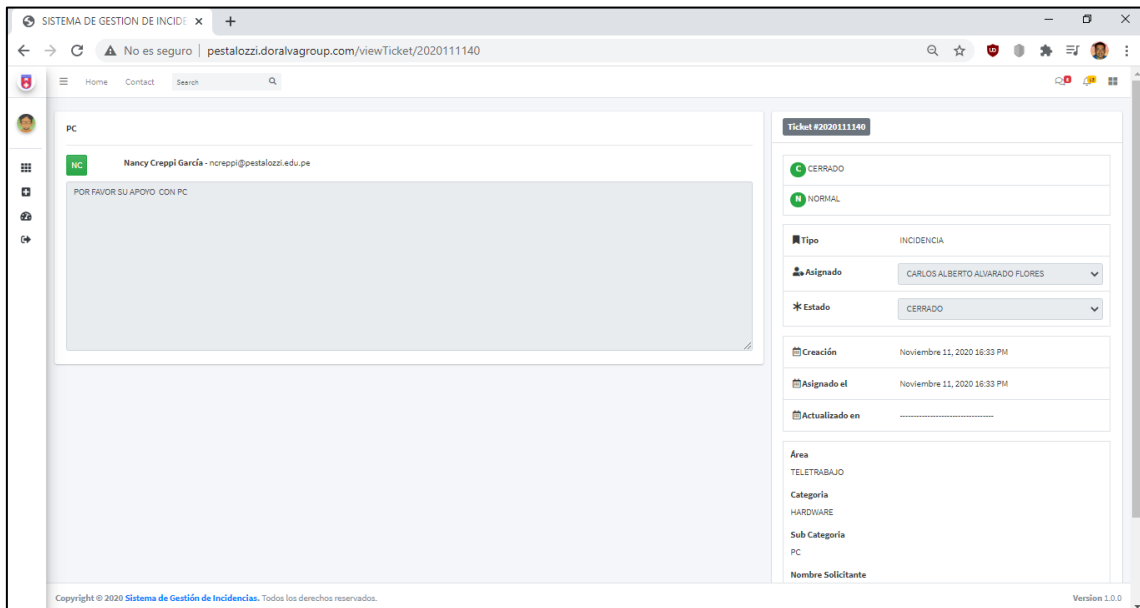 SISTEMA DE GESTION DE INCIDE
No es seguro | pestalozzi.doralvagroup.com/viewTicket/2020111140
Home Contact Search
PC
NC Nancy Creppi García - ncreppi@pestalozzi.edu.pe
POR FAVOR SU APOYO CON PC
Ticket #2020111140
C CERRADO
N NORMAL
Tipo INCIDENCIA
Asignado CARLOS ALBERTO ALVARADO FLORES
Estado CERRADO
Creación Noviembre 11, 2020 16:33 PM
Asignado el Noviembre 11, 2020 16:33 PM
Actualizado en ---------------------------------
Área
TELETRABAJO
Categoria
HARDWARE
Sub Categoria
PC
Nombre Solicitante
Copyright © 2020 Sistema de Gestión de Incidencias. Todos los derechos reservados. Version 1.0.0